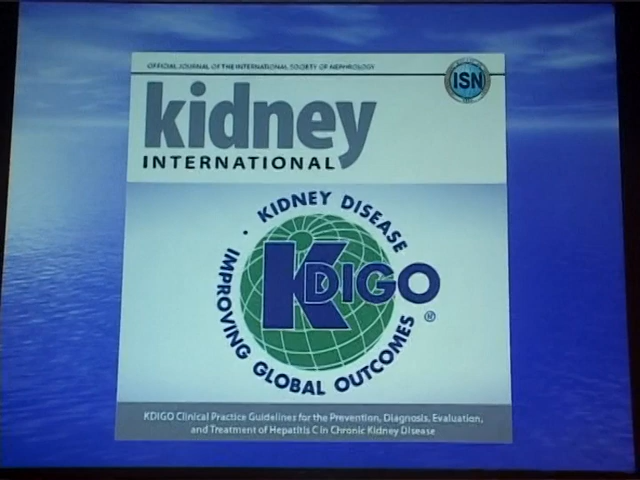 OFFICIAL JOURNAL OF THE INTERNATIONAL SOCIETY OF NEPHROLOGY
ISN
kidney
INTERNATIONAL
KIDNEY DISEASE
KDIGO
®
IMPROVING GLOBAL OUTCOMES
KDIGO Clinical Practice Guidelines for the Prevention, Diagnosis, Evaluation,
and Treatment of Hepatitis C in Chronic Kidney Disease